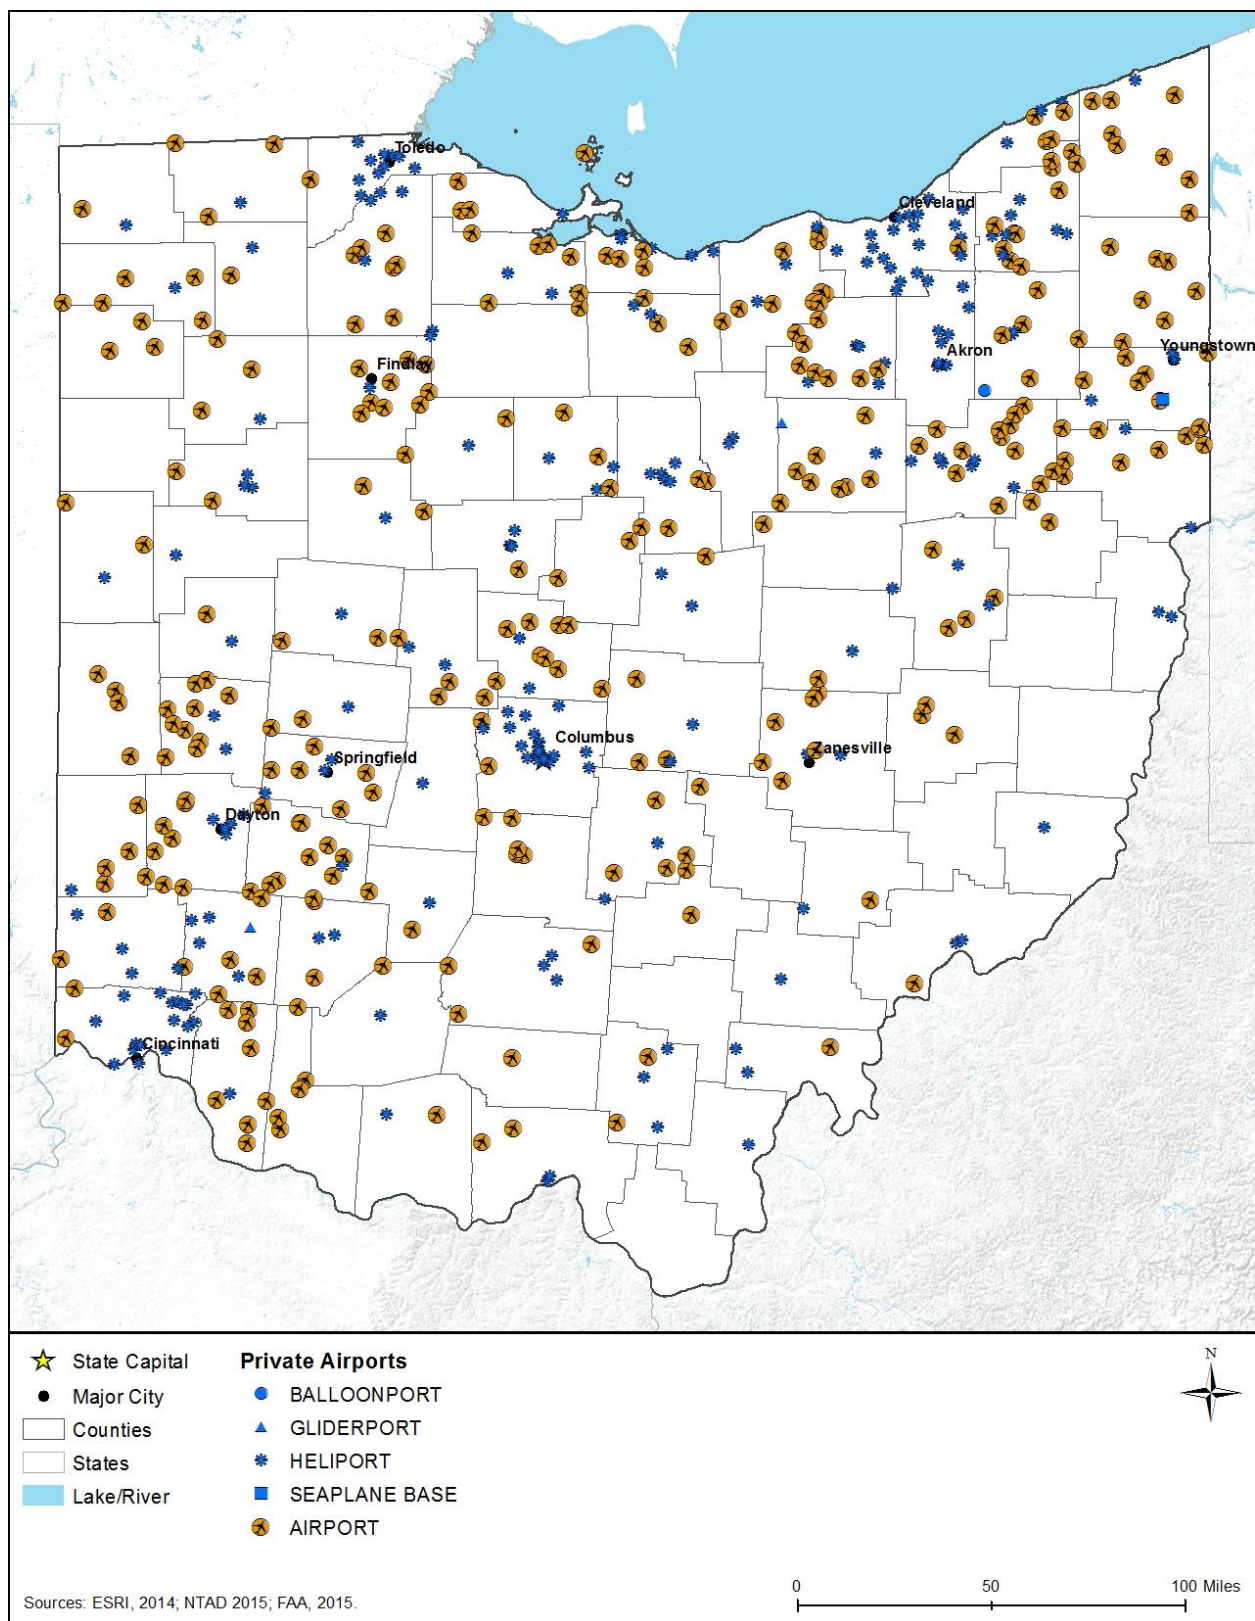 Toledo
Cleveland
Akron
Youngstown
Findlay
Columbus
Zanesville
Springfield
Dayton
Cincinnati
State Capital
Major City
Counties
States
Lake/River
Private Airports
BALLOONPORT
GLIDERPORT
HELIPORT
SEAPLANE BASE
AIRPORT
N
0 50 100 Miles
Sources: ESRI, 2014; NTAD 2015; FAA, 2015.